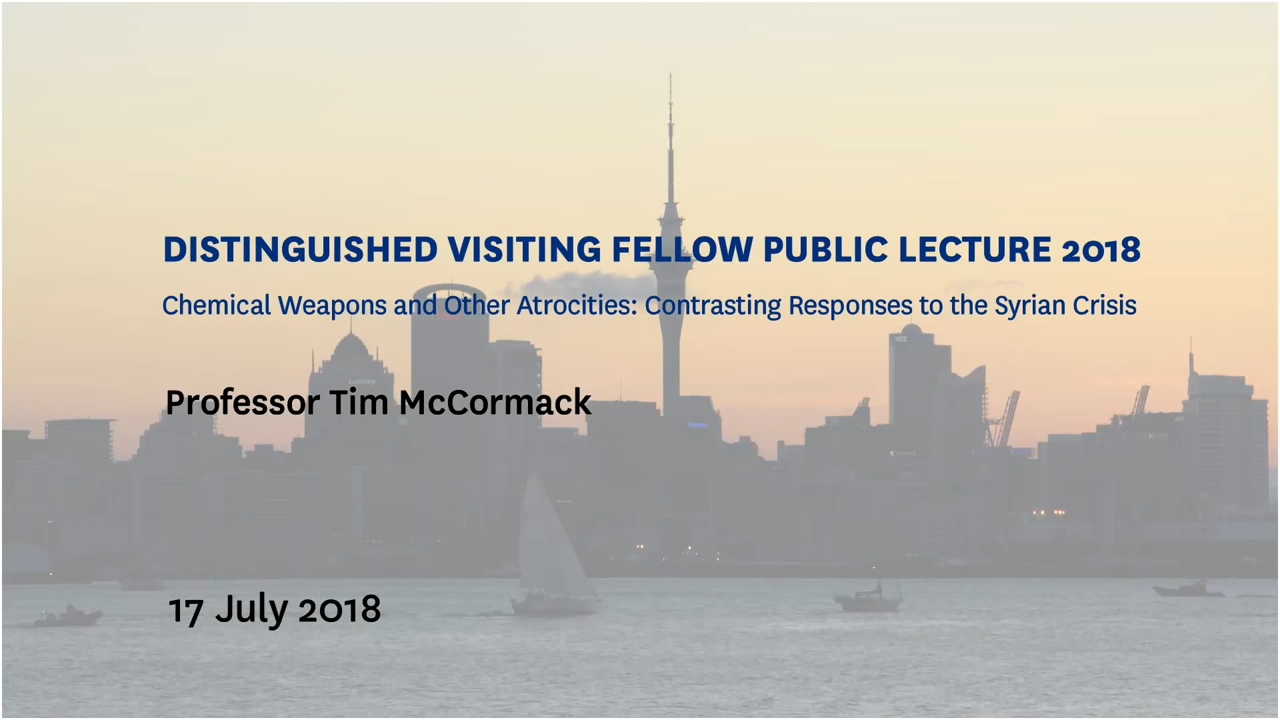 DISTINGUISHED VISITING FELLOW PUBLIC LECTURE 2018
Chemical Weapons and Other Atrocities: Contrasting Responses to the Syrian Crisis
Professor Tim McCormack
17 July 2018